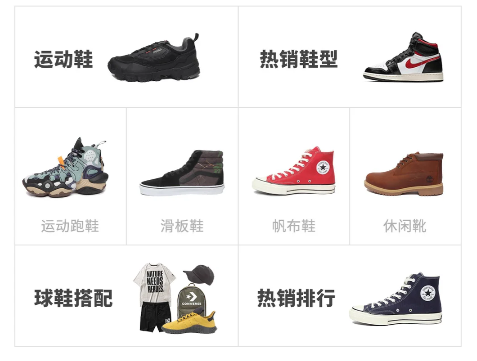 运动鞋
热销鞋型
运动跑鞋
滑板鞋
帆布鞋
休闲靴
球鞋搭配
NATURE
NEEDS
HEROES.
CONVERSE
热销排行